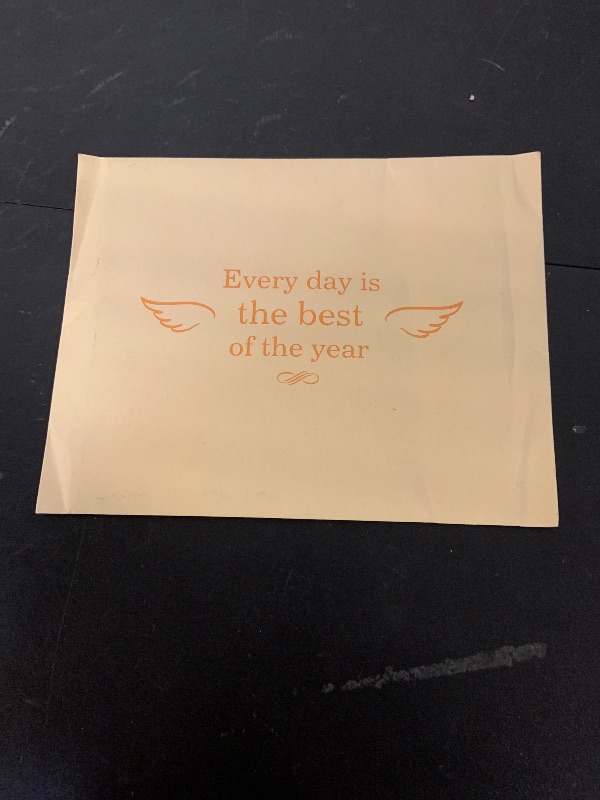 Every day is
the best
of the year